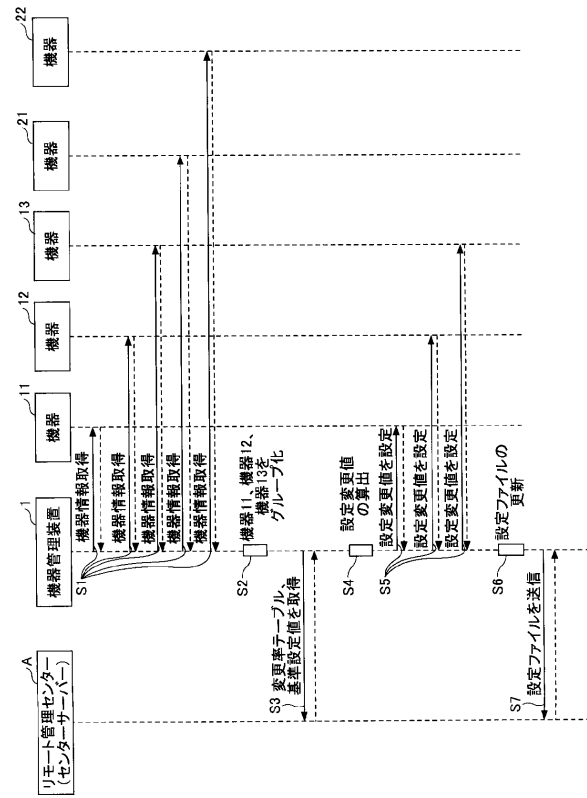 A
リモート管理センター
(センターサーバー)
1
機器管理装置
11
機器
12
機器
13
機器
21
機器
22
機器
S1
機器情報取得
機器情報取得
機器情報取得
機器情報取得
機器情報取得
S2
機器11、機器12、
機器13を
グループ化
S3 変更率テーブル、
基準設定値を取得
S4
設定変更値
の算出
S5
設定変更値を設定
設定変更値を設定
設定変更値を設定
S6
設定ファイルの
更新
S7
設定ファイルを送信